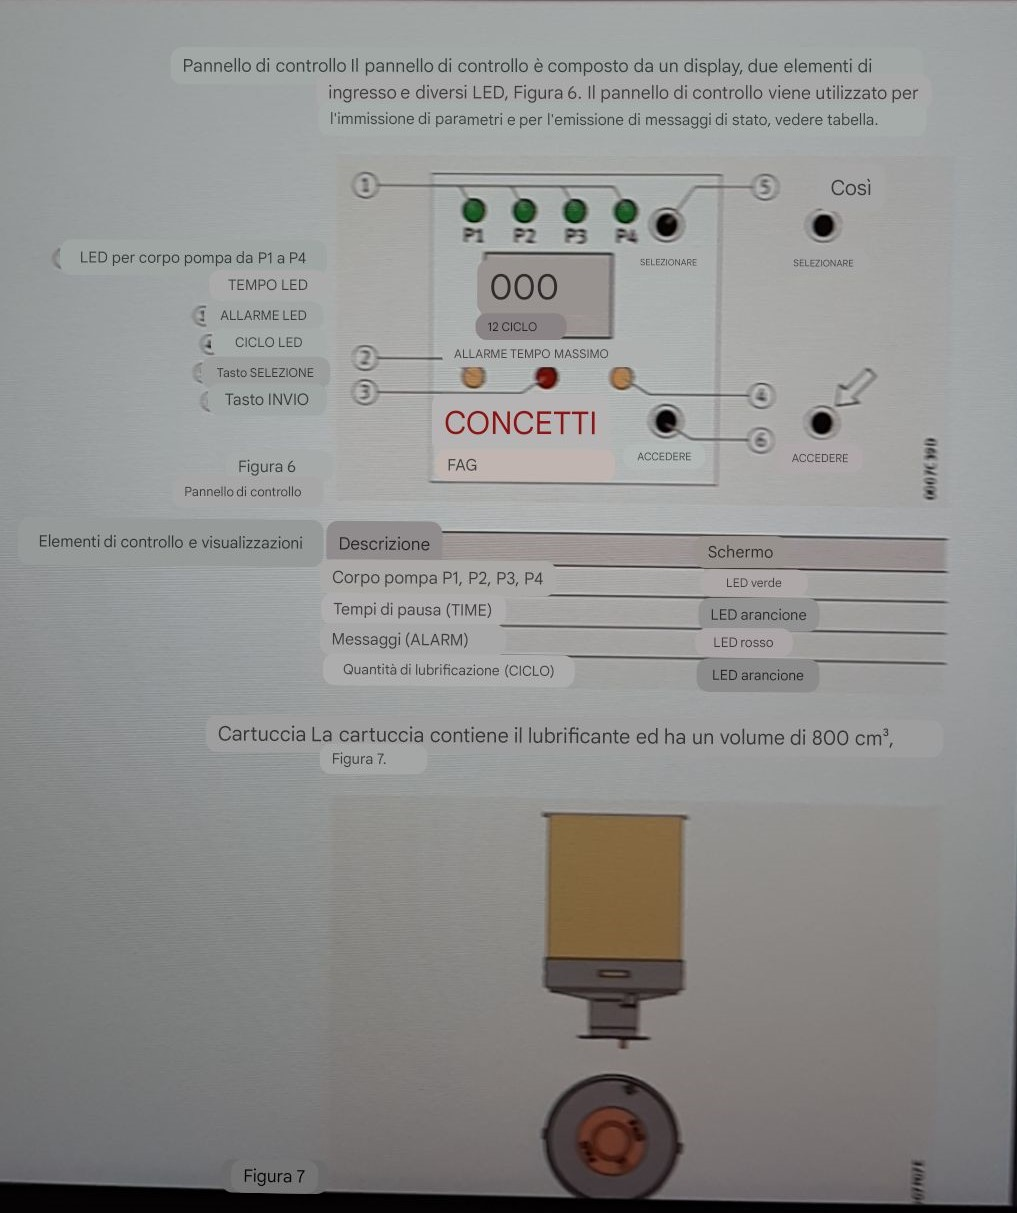 Pannello di controllo Il pannello di controllo è composto da un display, due elementi di
ingresso e diversi LED, Figura 6. Il pannello di controllo viene utilizzato per
l'immissione di parametri e per l'emissione di messaggi di stato, vedere tabella.
1
5
Così
P1 P2 P3 P4
SELEZIONARE
SELEZIONARE
LED per corpo pompa da P1 a P4
TEMPO LED
ALLARME LED
CICLO LED
Tasto SELEZIONE
Tasto INVIO
000
12 CICLO
2
ALLARME TEMPO MASSIMO
3
4
CONCETTI
6
FAG
ACCEDERE
ACCEDERE
Figura 6
Pannello di controllo
Elementi di controllo e visualizzazioni
Descrizione
Schermo
Corpo pompa P1, P2, P3, P4
LED verde
Tempi di pausa (TIME)
LED arancione
Messaggi (ALARM)
LED rosso
Quantità di lubrificazione (CICLO)
LED arancione
Cartuccia La cartuccia contiene il lubrificante ed ha un volume di 800 cm³,
Figura 7.
Figura 7